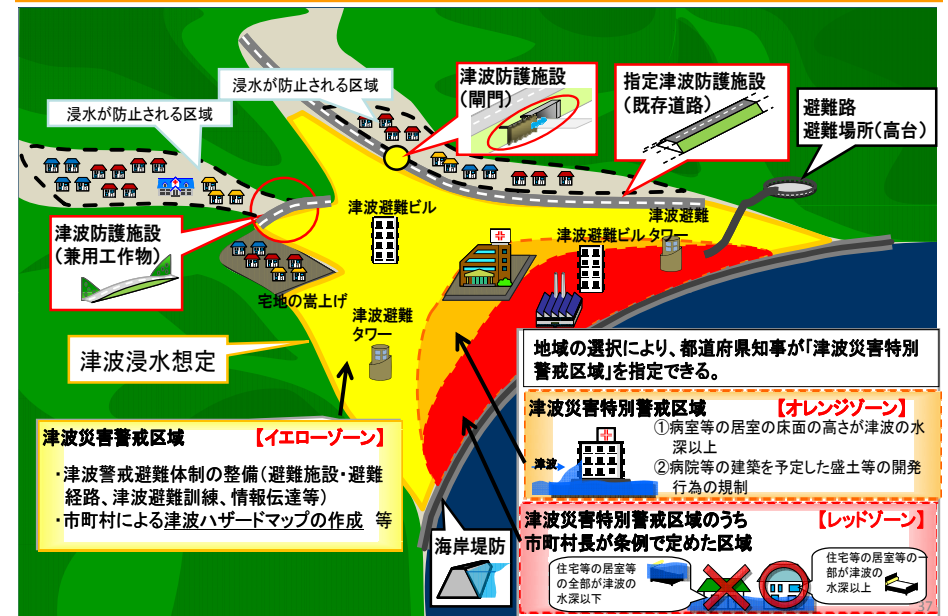 浸水が防止される区域
浸水が防止される区域
津波防護施設
(閘門)
指定津波防護施設
(既存道路)
避難路
避難場所(高台)
津波防護施設
(兼用工作物)
津波避難ビル
津波避難
タワー
津波避難ビル
宅地の嵩上げ
津波避難
タワー
津波浸水想定
地域の選択により、都道府県知事が「津波災害特別
警戒区域」を指定できる。
津波災害警戒区域 【イエローゾーン】
・津波警戒避難体制の整備(避難施設・避難
経路、津波避難訓練、情報伝達等)
・市町村による津波ハザードマップの作成 等
津波災害特別警戒区域 【オレンジゾーン】
①病室等の居室の床面の高さが津波の水
深以上
②病院等の建築を予定した盛土等の開発
行為の規制
津波
海岸堤防
津波災害特別警戒区域のうち 【レッドゾーン】
市町村長が条例で定めた区域
住宅等の居室等
の全部が津波の
水深以下
住宅等の居室等の一
部が津波の
水深以上
37